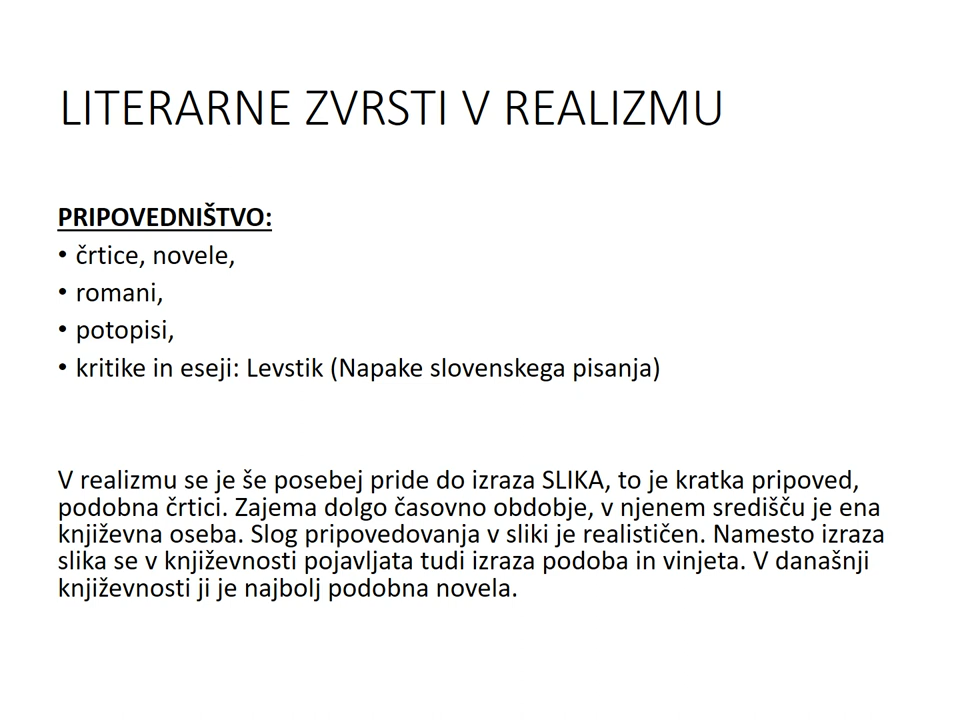 LITERARNE ZVRSTI V REALIZMU
PRIPOVEDNIŠTVO:
• črtice, novele,
• romani,
• potopisi,
• kritike in eseji: Levstik (Napake slovenskega pisanja)
V realizmu se je še posebej pride do izraza SLIKA, to je kratka pripoved,
podobna črtici. Zajema dolgo časovno obdobje, v njenem središču je ena
književna oseba. Slog pripovedovanja v sliki je realističen. Namesto izraza
slika se v književnosti pojavljata tudi izraza podoba in vinjeta. V današnji
književnosti ji je najbolj podobna novela.